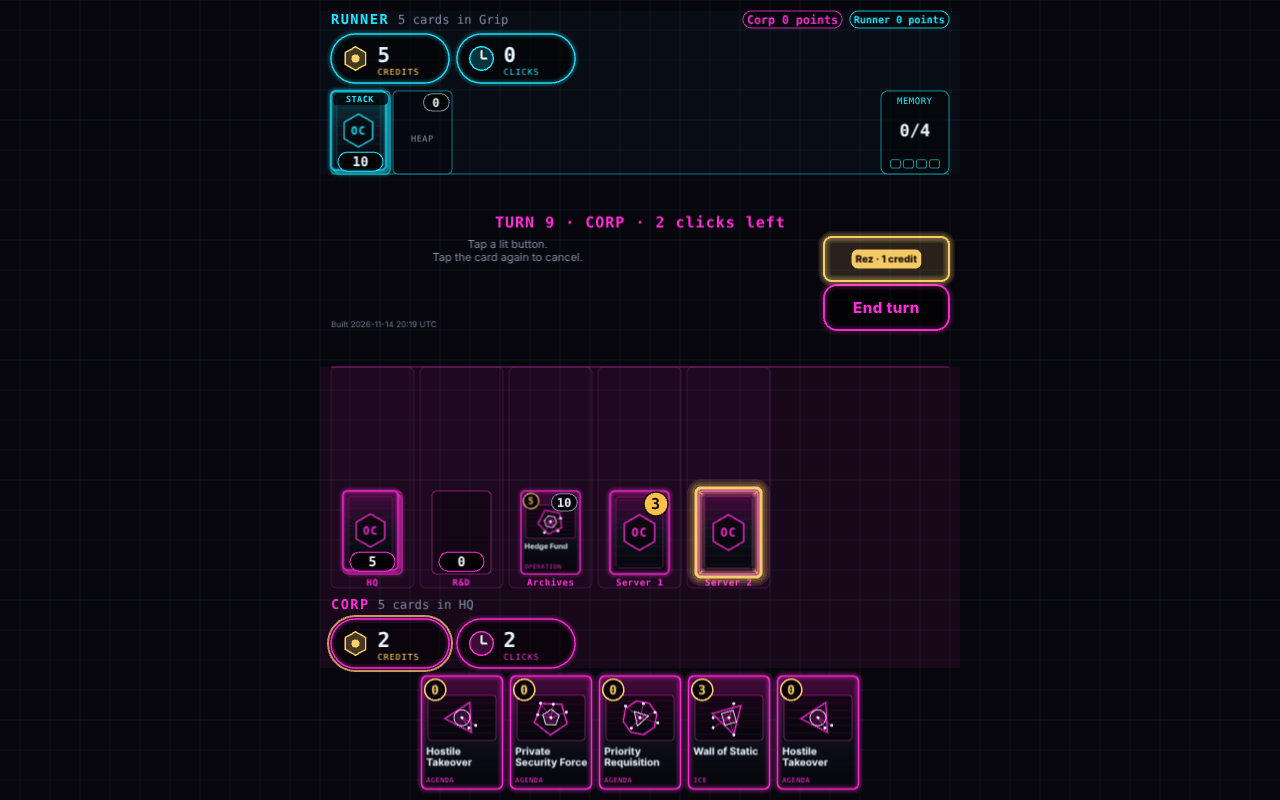 RUNNER 5 cards in Grip
Corp 0 points
Runner 0 points
5
CREDITS
0
CLICKS
STACK
OC
10
0
HEAP
MEMORY
0/4
TURN 9 · CORP · 2 clicks left
Tap a lit button.
Tap the card again to cancel.
Rez · 1 credit
End turn
Built 2026-11-14 20:19 UTC
OC
5
HQ
0
R&D
5
10
Hedge Fund
OPERATION
Archives
3
OC
Server 1
OC
Server 2
CORP 5 cards in HQ
2
CREDITS
2
CLICKS
0
Hostile
Takeover
AGENDA
0
Private
Security Force
AGENDA
0
Priority
Requisition
AGENDA
3
Wall of Static
ICE
0
Hostile
Takeover
AGENDA